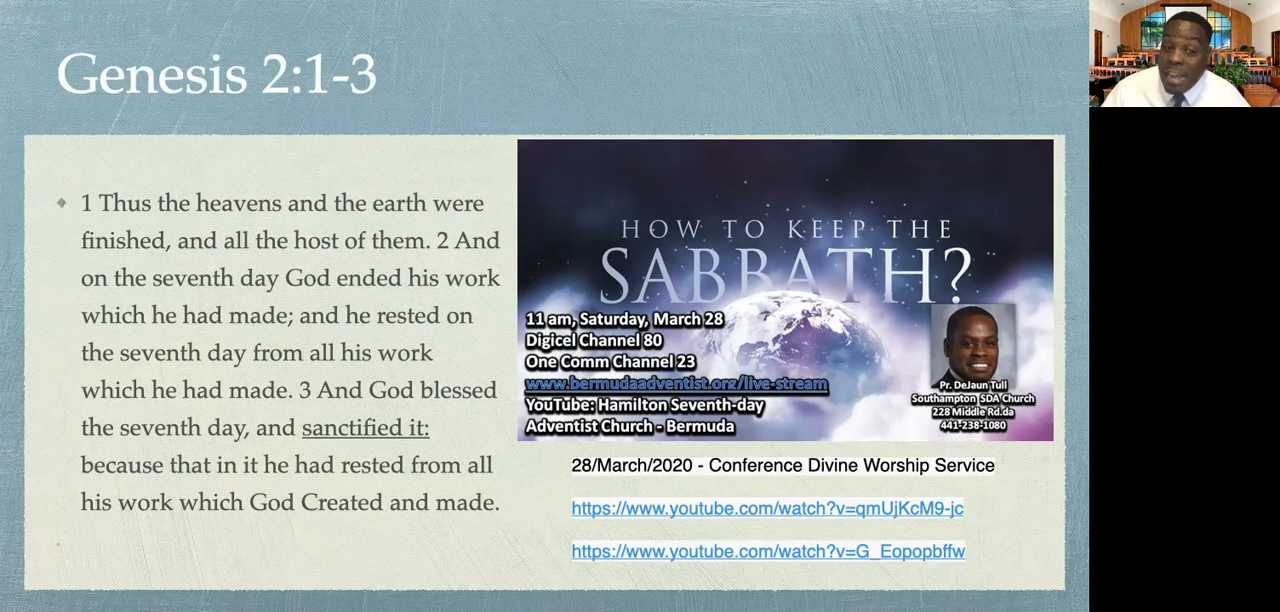 Genesis 2:1-3
1 Thus the heavens and the earth were
finished, and all the host of them. 2 And
on the seventh day God ended his work
which he had made; and he rested on
the seventh day from all his work
which he had made. 3 And God blessed
the seventh day, and sanctified it:
because that in it he had rested from all
his work which God Created and made.
HOW TO KEEP THE
SABBATH?
11 am, Saturday, March 28
Digicel Channel 80
One Comm Channel 23
www.bermudaadventist.org/live-stream
YouTube: Hamilton Seventh-day
Adventist Church - Bermuda
Pr. DeJaun Tull
Southampton SDA Church
228 Middle Rd.da
441-238-1080
28/March/2020 - Conference Divine Worship Service
https://www.youtube.com/watch?v=qmUjKcM9-jc
https://www.youtube.com/watch?v=G_Eopopbffw